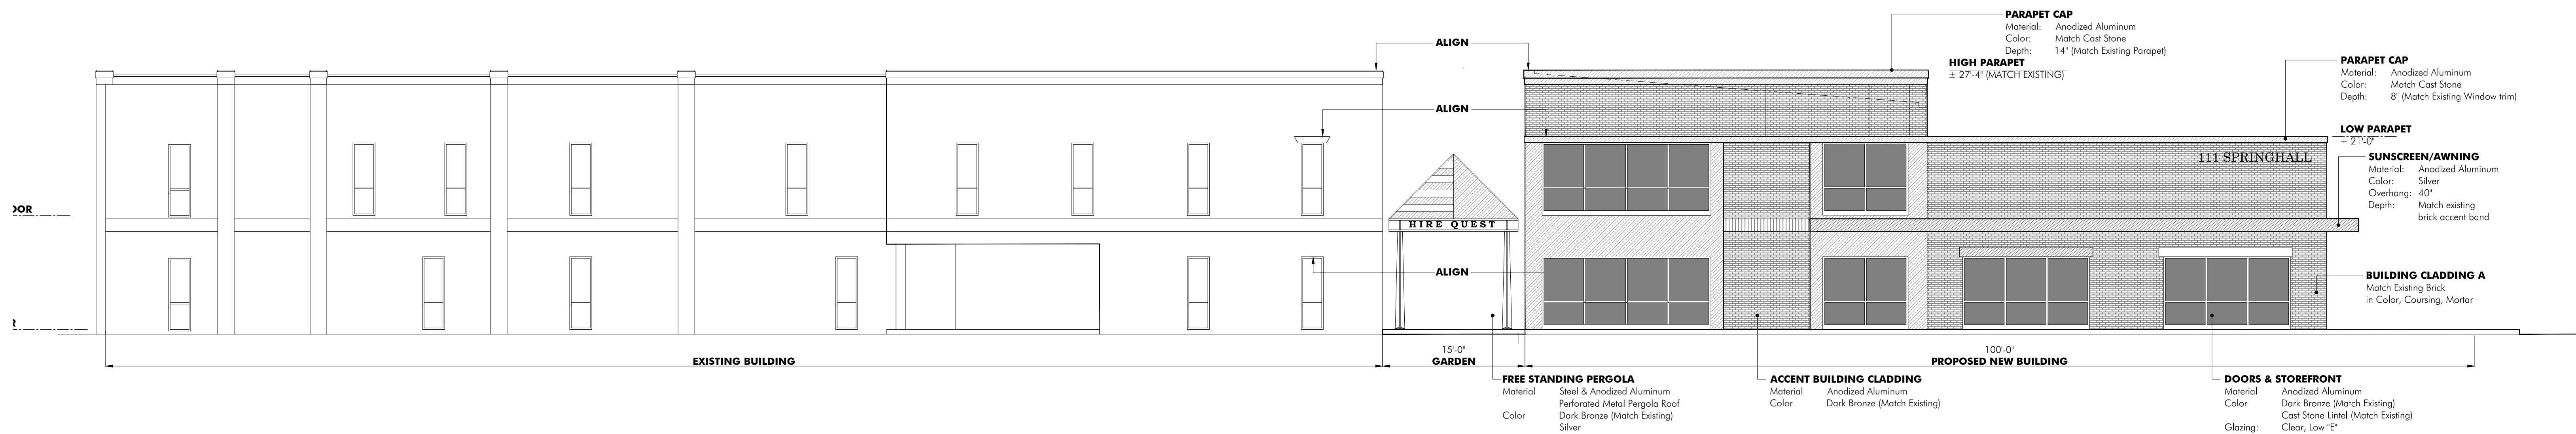 PARAPET CAP
Material: Anodized Aluminum
Color: Match Cast Stone
Depth: 14" (Match Existing Parapet)
ALIGN
HIGH PARAPET
± 27'-4" (MATCH EXISTING)
PARAPET CAP
Material: Anodized Aluminum
Color: Match Cast Stone
Depth: 8" (Match Existing Window trim)
ALIGN
LOW PARAPET
+ 21'-0"
111 SPRINGHALL
SUNSCREEN/AWNING
Material: Anodized Aluminum
Color: Silver
Overhang: 40"
Depth: Match existing
brick accent band
OOR
HIRE QUEST
ALIGN
BUILDING CLADDING A
Match Existing Brick
in Color, Coursing, Mortar
R
EXISTING BUILDING
15'-0"
GARDEN
100'-0"
PROPOSED NEW BUILDING
FREE STANDING PERGOLA
Material Steel & Anodized Aluminum
Perforated Metal Pergola Roof
Color Dark Bronze (Match Existing)
Silver
ACCENT BUILDING CLADDING
Material Anodized Aluminum
Color Dark Bronze (Match Existing)
DOORS & STOREFRONT
Material Anodized Aluminum
Color Dark Bronze (Match Existing)
Cast Stone Lintel (Match Existing)
Glazing: Clear, Low "E"